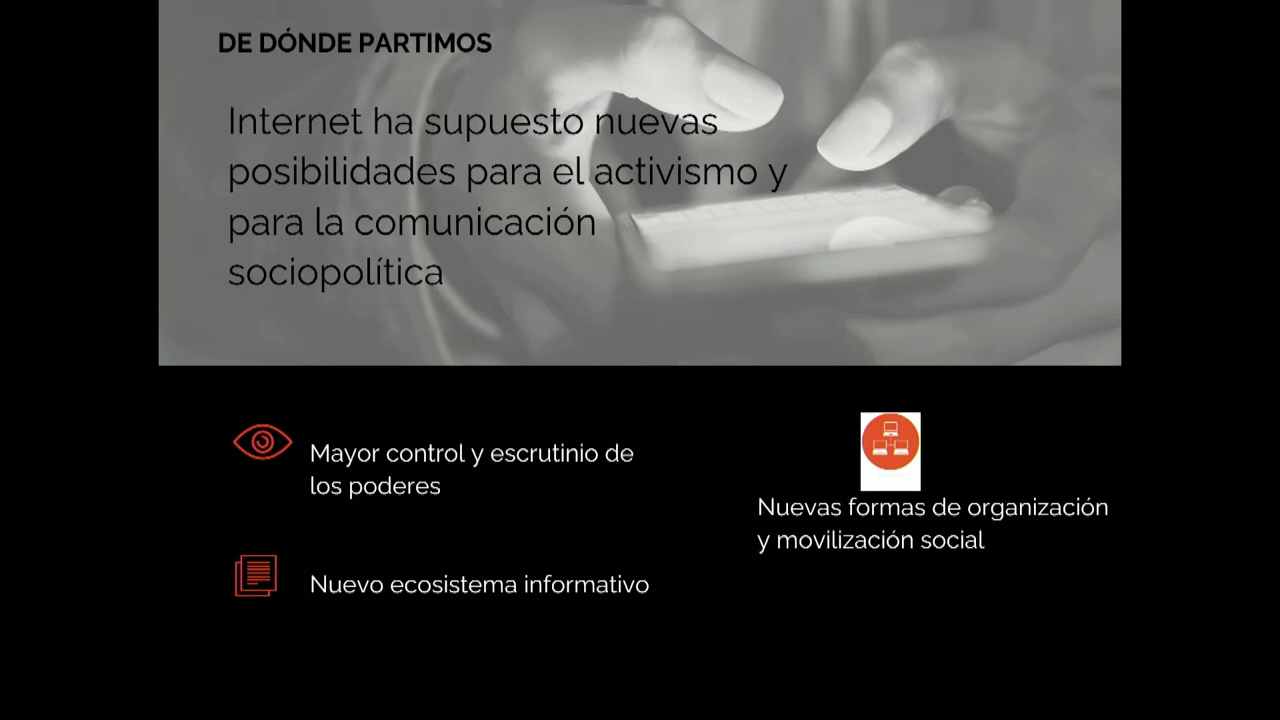 DE DÓNDE PARTIMOS
Internet ha supuesto nuevas
posibilidades para el activismo y
para la comunicación
sociopolítica
Mayor control y escrutinio de
los poderes
Nuevo ecosistema informativo
Nuevas formas de organización
y movilización social